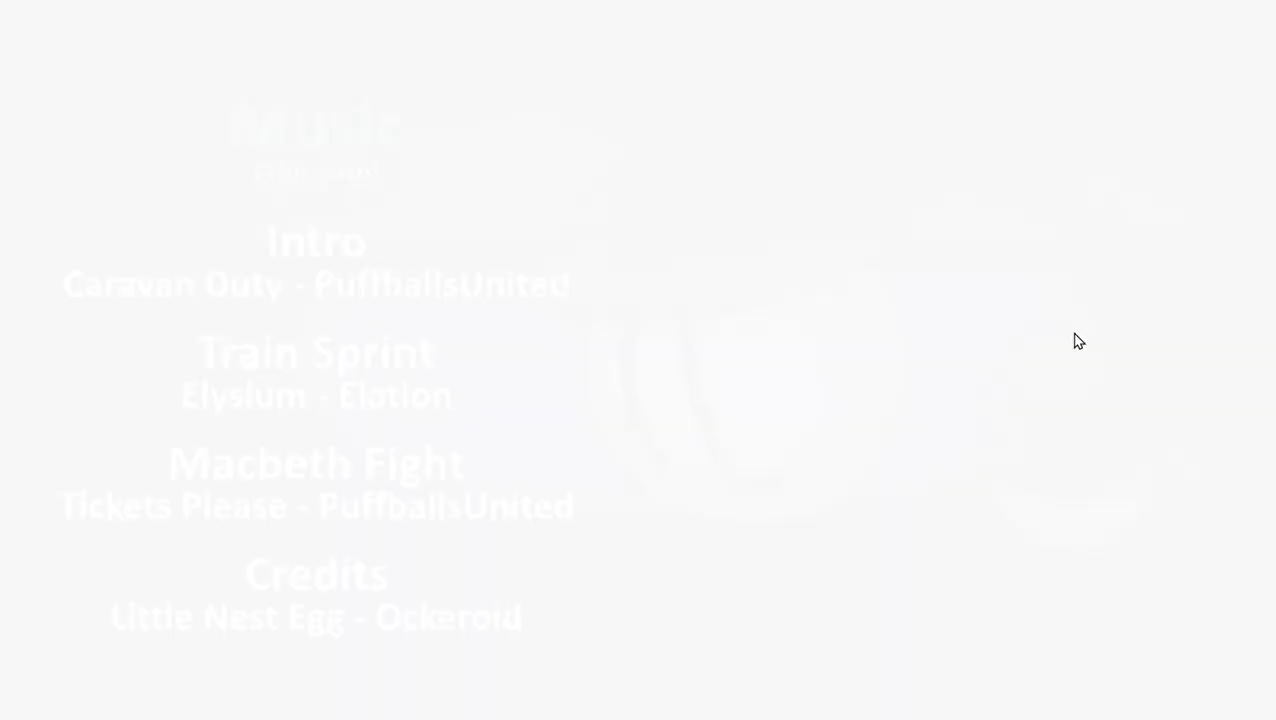 Music
Intro
Caravan Duty - PuffballsUnited
Train Sprint
Elysium - Elation
Macbeth Fight
Tickets Please - PuffballsUnited
Credits
Little Nest Egg - Ockeroid